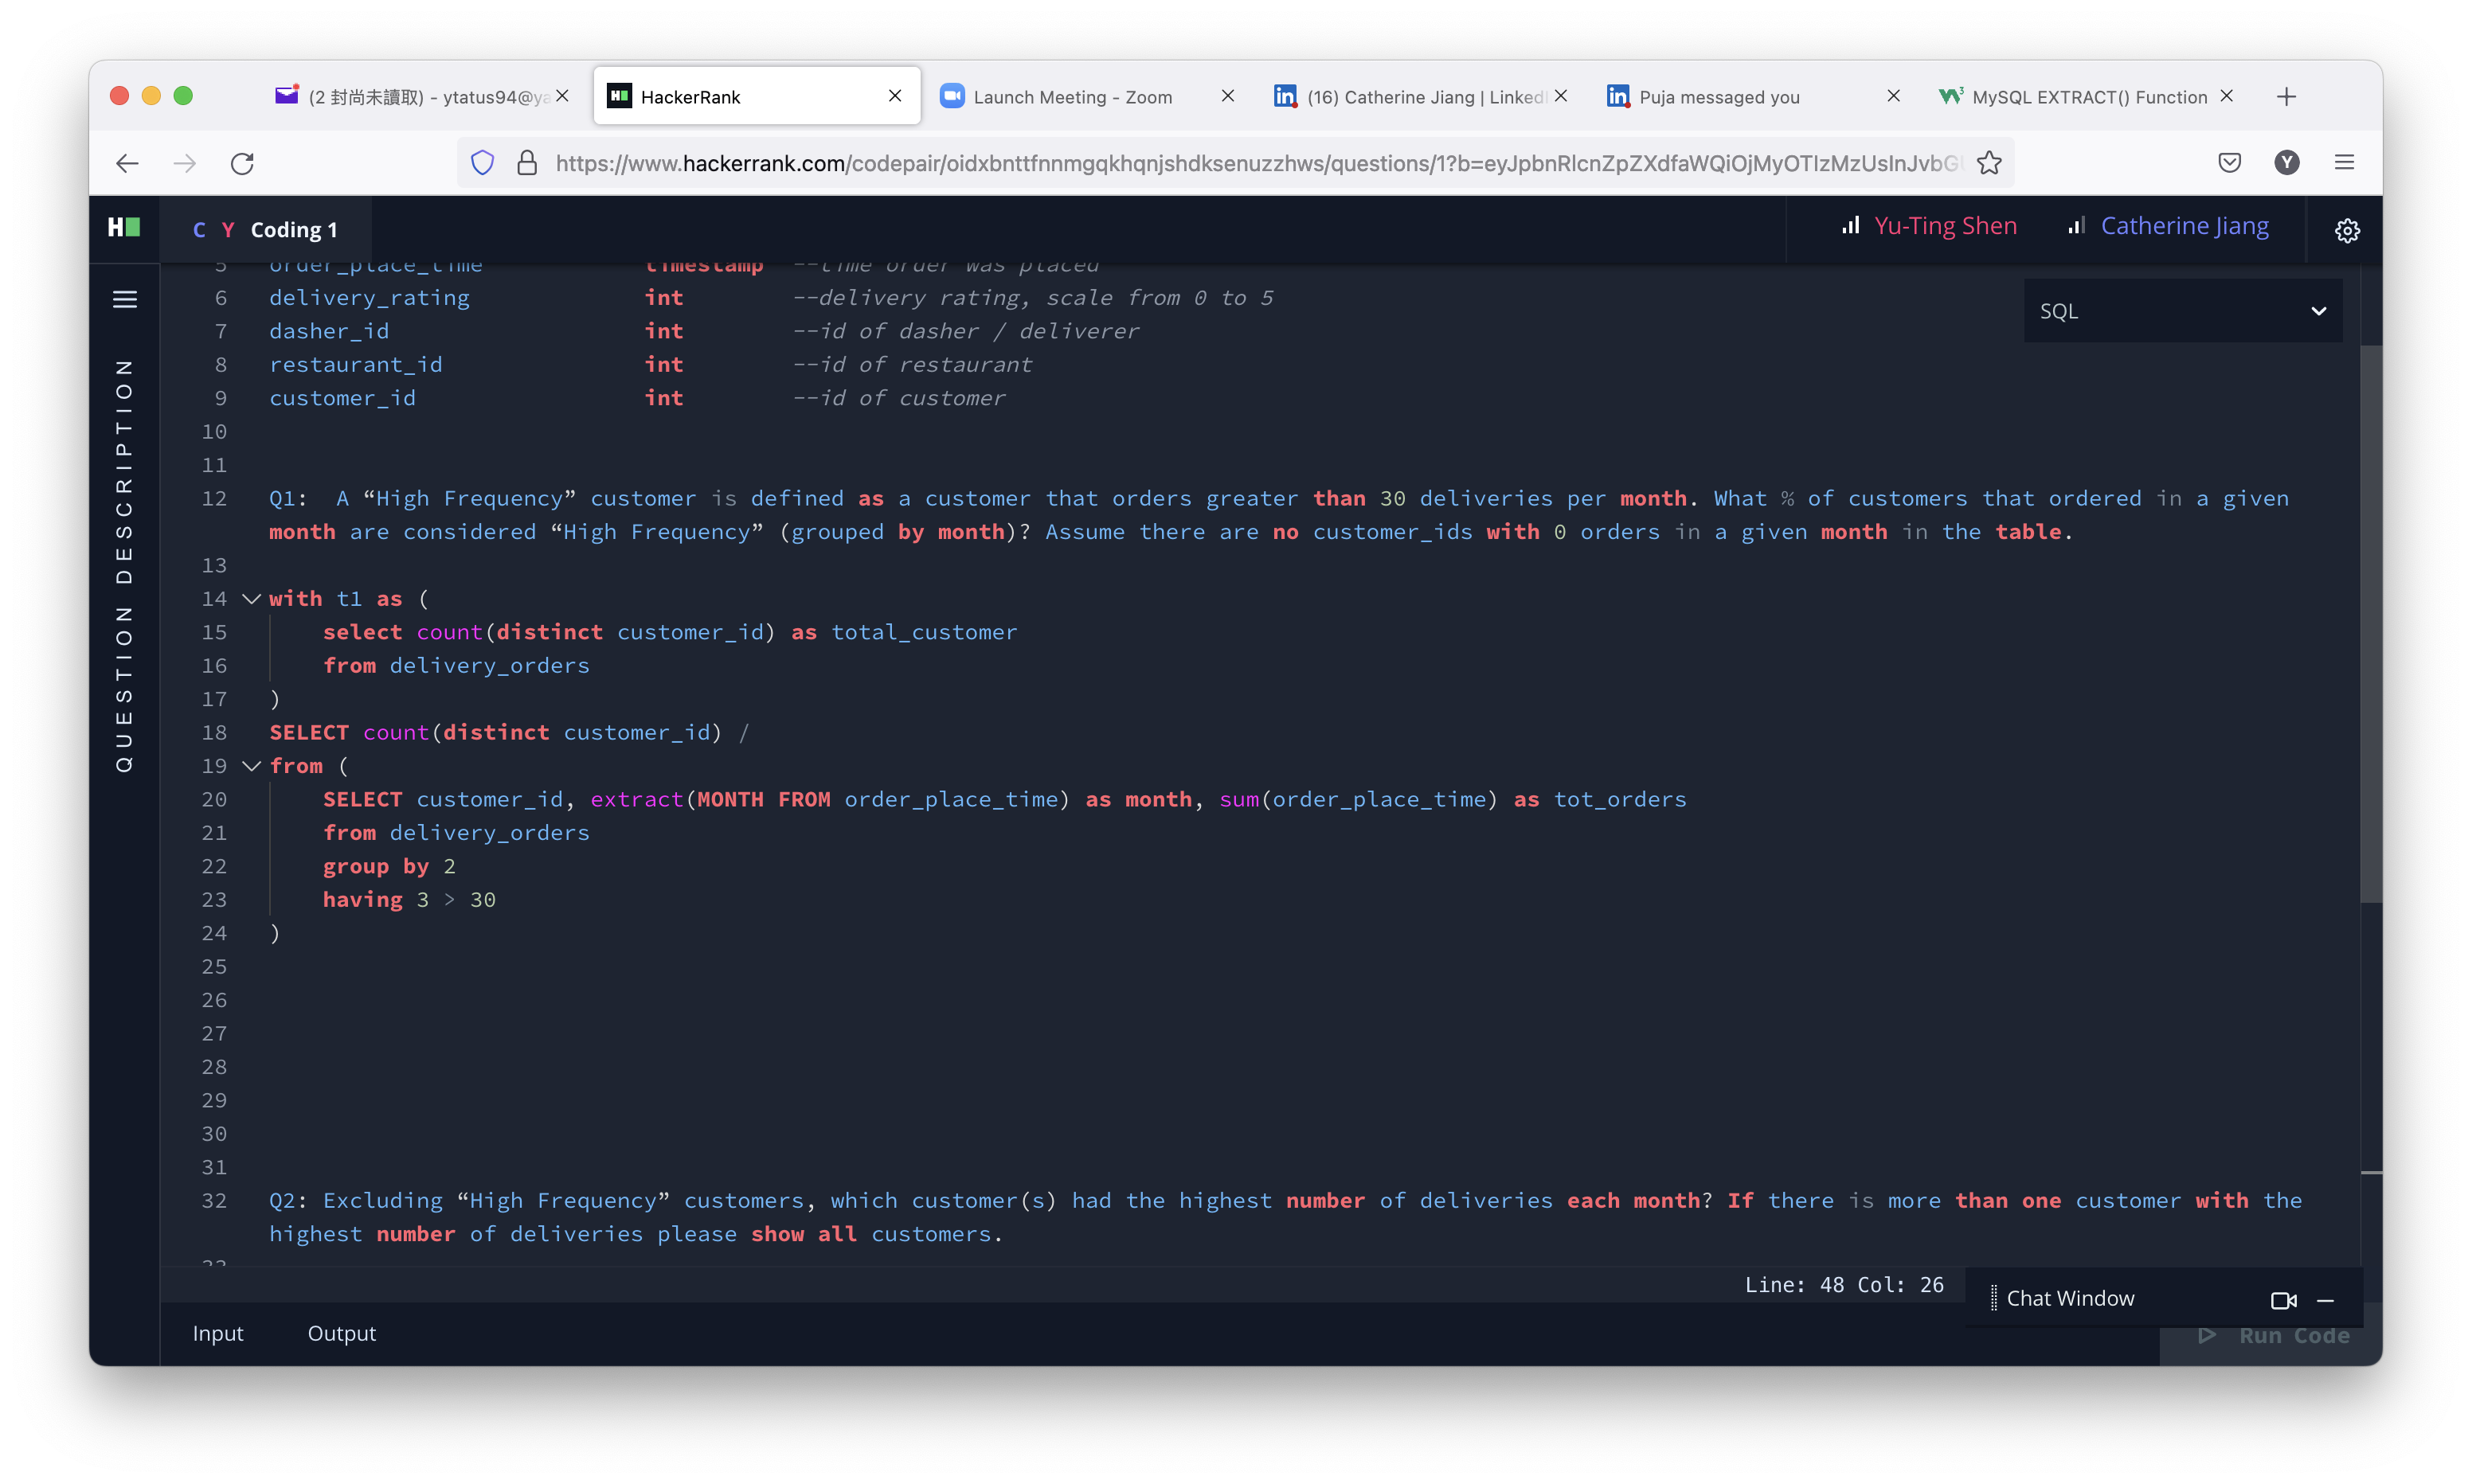 (2 封尚未讀取) - ytatus94@ya
HackerRank
Launch Meeting - Zoom
(16) Catherine Jiang | LinkedI
Puja messaged you
MySQL EXTRACT() Function
https://www.hackerrank.com/codepair/oidxbnttfnnmgqkhqnjshdksenuzzhws/questions/1?b=eyJpbnRlcnZpZXdfaWQiOjMyOTIzMzUsInJvbGU
Y
H
C Y Coding 1
Yu-Ting Shen
Catherine Jiang
QUESTION DESCRIPTION
SQL
5 order_place_time timestamp --time order was placed
6 delivery_rating int --delivery rating, scale from 0 to 5
7 dasher_id int --id of dasher / deliverer
8 restaurant_id int --id of restaurant
9 customer_id int --id of customer
10
11
12 Q1:  A “High Frequency” customer is defined as a customer that orders greater than 30 deliveries per month. What % of customers that ordered in a given
month are considered “High Frequency” (grouped by month)? Assume there are no customer_ids with 0 orders in a given month in the table.
13
14 with t1 as (
15     select count(distinct customer_id) as total_customer
16     from delivery_orders
17 )
18 SELECT count(distinct customer_id) /
19 from (
20     SELECT customer_id, extract(MONTH FROM order_place_time) as month, sum(order_place_time) as tot_orders
21     from delivery_orders
22     group by 2
23     having 3 > 30
24 )
25
26
27
28
29
30
31
32 Q2: Excluding “High Frequency” customers, which customer(s) had the highest number of deliveries each month? If there is more than one customer with the
highest number of deliveries please show all customers.
33
Line: 48 Col: 26
Chat Window
Input
Output
Run Code